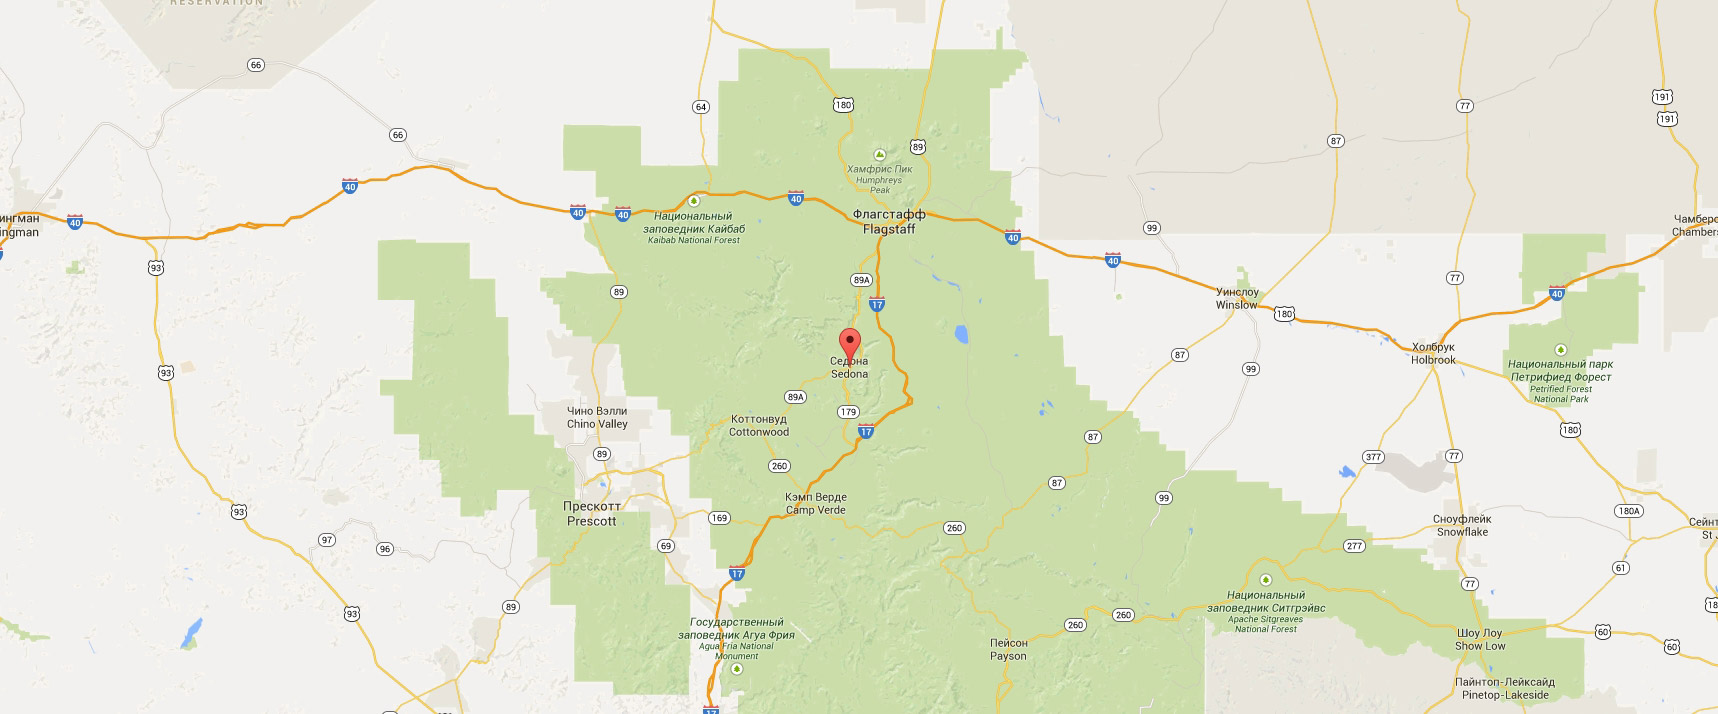 RESERVATION
66
66
64
180
89
77
87
191
191
Хамфрис Пик
Humphreys
Peak
40
40
40
40
Национальный
заповедник Кайбаб
Kaibab National Forest
Флагстафф
Flagstaff
ингман
ingman
40
99
40
40
Чамберс
Chambers
93
89A
89
77
17
40
Уинслоу
Winslow
180
Седона
Sedona
87
99
Холбрук
Holbrook
Национальный парк
Петрифиед Форест
Petrified Forest
National Park
93
89A
179
Чино Вэлли
Chino Valley
Коттонвуд
Cottonwood
17
87
180
89
260
377
77
87
99
Кэмп Верде
Camp Verde
Прескотт
Prescott
169
93
180A
260
Сноуфлейк
Snowflake
Сейнт
St J
97
96
69
277
17
61
77
Национальный
заповедник Ситгрэйвс
Apache Sitgreaves
National Forest
89
93
18
260
260
Государственный
заповедник Агуа Фрия
Agua Fria National
Monument
Пейсон
Payson
Шоу Лоу
Show Low
60
60
Пайнтоп-Лейксайд
Pinetop-Lakeside
17